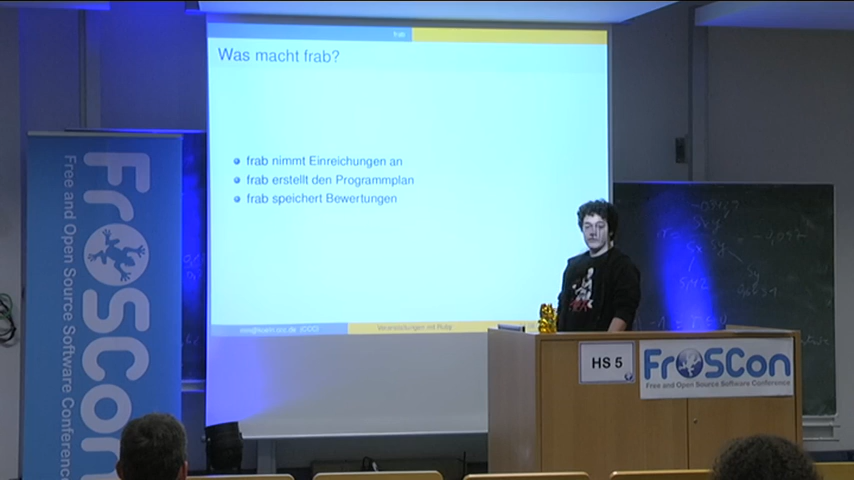 frab
Was macht frab?
frab nimmt Einreichungen an
frab erstellt den Programmplan
frab speichert Bewertungen
(CCC)
Veranstaltungen mit Ruby
FrOSCon
Free and Open Source Software Conference
HS 5
FrOSCon
Free and Open Source Software Conference